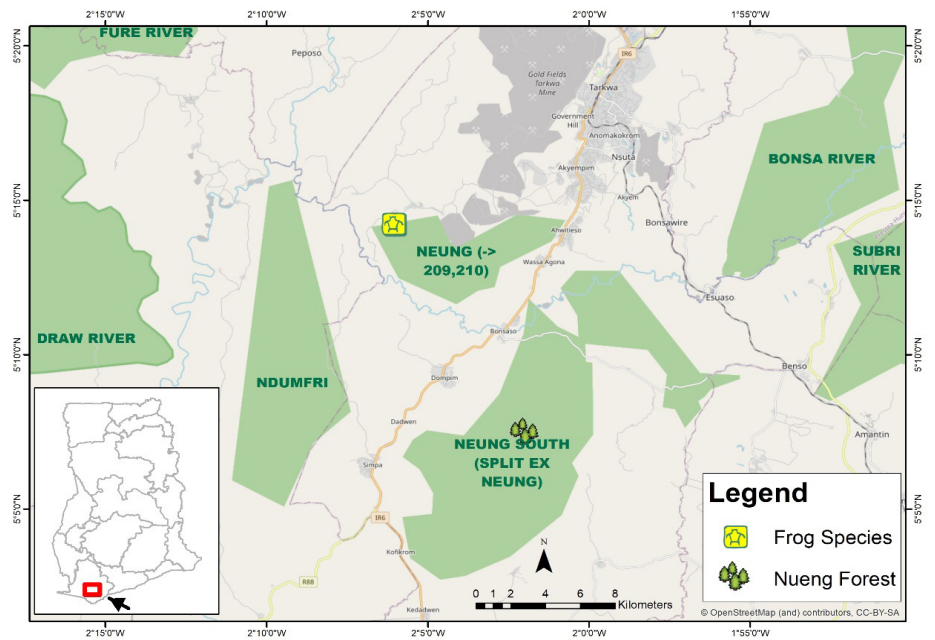 2°15'0"W
2°10'0"W
2°5'0"W
2°0'0"W
1°55'0"W
5°20'0"N
5°20'0"N
FURE RIVER
Peposo
IR6
Gold Fields
Tarkwa
Mine
Tarkwa
Government
Hill
Anomakokrom
Nsuta
BONSA RIVER
Akyempim
5°15'0"N
5°15'0"N
Akyem
Bonsawire
Ahwitieso
NEUNG (->
209,210)
Wassa Agona
SUBRI
RIVER
Esuaso
Bonsaso
DRAW RIVER
5°10'0"N
5°10'0"N
Benso
NDUMFRI
Dompim
Dadwen
Amantin
NEUNG SOUTH
(SPLIT EX
NEUNG)
Simpa
5°5'0"N
5°5'0"N
IR6
Kofikrom
R88
Kedadwen
N
0 1 2 4 6 8
Kilometers
Legend
Frog Species
Nueng Forest
© OpenStreetMap (and) contributors, CC-BY-SA
2°15'0"W
2°10'0"W
2°5'0"W
2°0'0"W
1°55'0"W